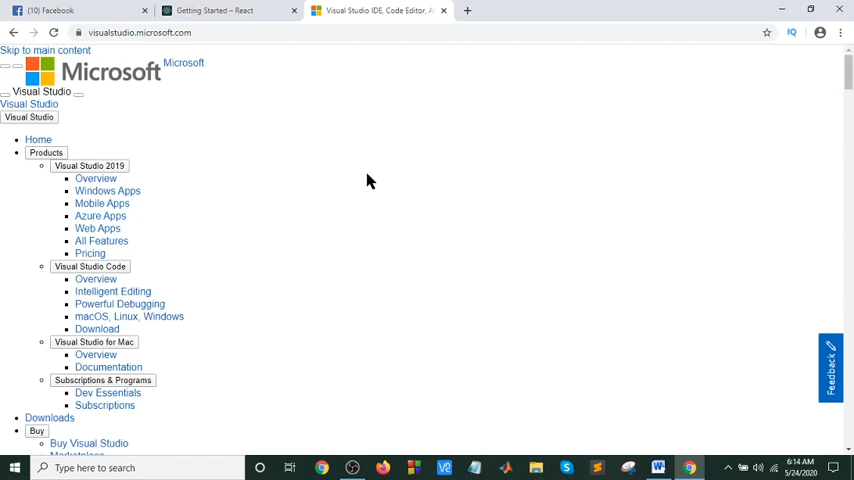 (10) Facebook
Getting Started – React
Visual Studio IDE, Code Editor, A
visualstudio.microsoft.com
IQ
Skip to main content
Microsoft Microsoft
Visual Studio
Visual Studio
Visual Studio
Home
Products
Visual Studio 2019
Overview
Windows Apps
Mobile Apps
Azure Apps
Web Apps
All Features
Pricing
Visual Studio Code
Overview
Intelligent Editing
Powerful Debugging
macOS, Linux, Windows
Download
Visual Studio for Mac
Overview
Documentation
Subscriptions & Programs
Dev Essentials
Subscriptions
Downloads
Buy
Buy Visual Studio
Marketplace
Feedback
Type here to search
6:14 AM
5/24/2020